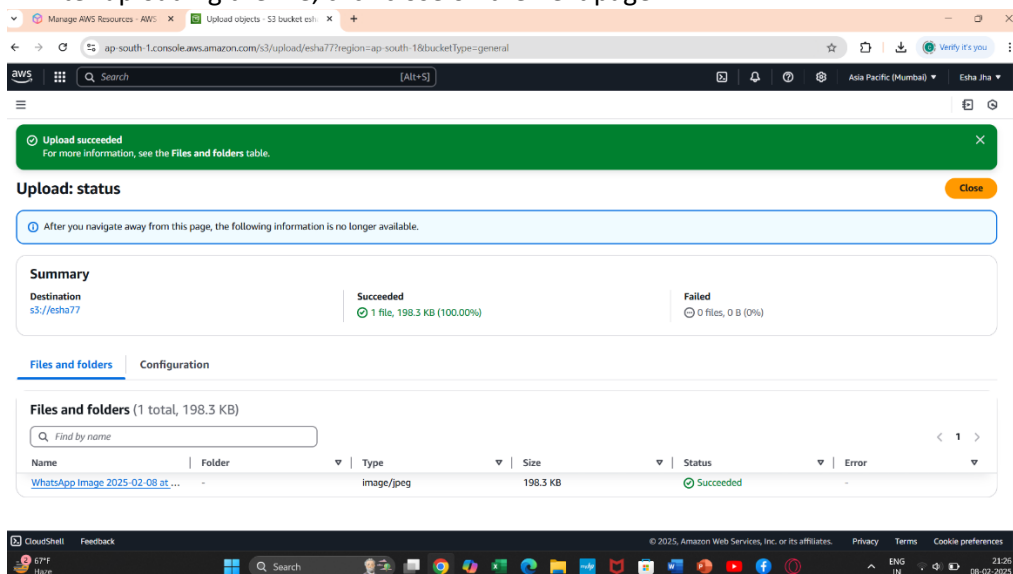 Manage AWS Resources - AWS
Upload objects - S3 bucket esh
ap-south-1.console.aws.amazon.com/s3/upload/esha77?region=ap-south-1&bucketType=general
Verify it's you
aws
Search [Alt+S]
Asia Pacific (Mumbai)
Esha Jha
Upload succeeded
For more information, see the Files and folders table.
Upload: status
Close
After you navigate away from this page, the following information is no longer available.
Summary
Destination
s3://esha77
Succeeded
1 file, 198.3 KB (100.00%)
Failed
0 files, 0 B (0%)
Files and folders
Configuration
Files and folders (1 total, 198.3 KB)
Find by name
1
Name Folder Type Size Status Error
WhatsApp Image 2025-02-08 at ... - image/jpeg 198.3 KB Succeeded -
CloudShell Feedback © 2025, Amazon Web Services, Inc. or its affiliates. Privacy Terms Cookie preferences
2
67°F
Haze
Search
ENG
IN
21:26
08-02-2025